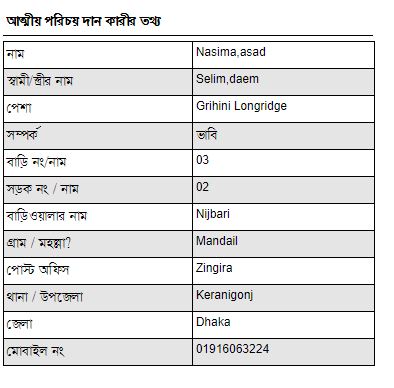 আত্মীয় পরিচয় দান কারীর তথ্য
নাম Nasima,asad
স্বামী/স্ত্রীর নাম Selim,daem
পেশা Grihini Longridge
সম্পর্ক ভাবি
বাড়ি নং/নাম 03
সড়ক নং / নাম 02
বাড়িওয়ালার নাম Nijbari
গ্রাম / মহল্লা? Mandail
পোস্ট অফিস Zingira
থানা / উপজেলা Keranigonj
জেলা Dhaka
মোবাইল নং 01916063224